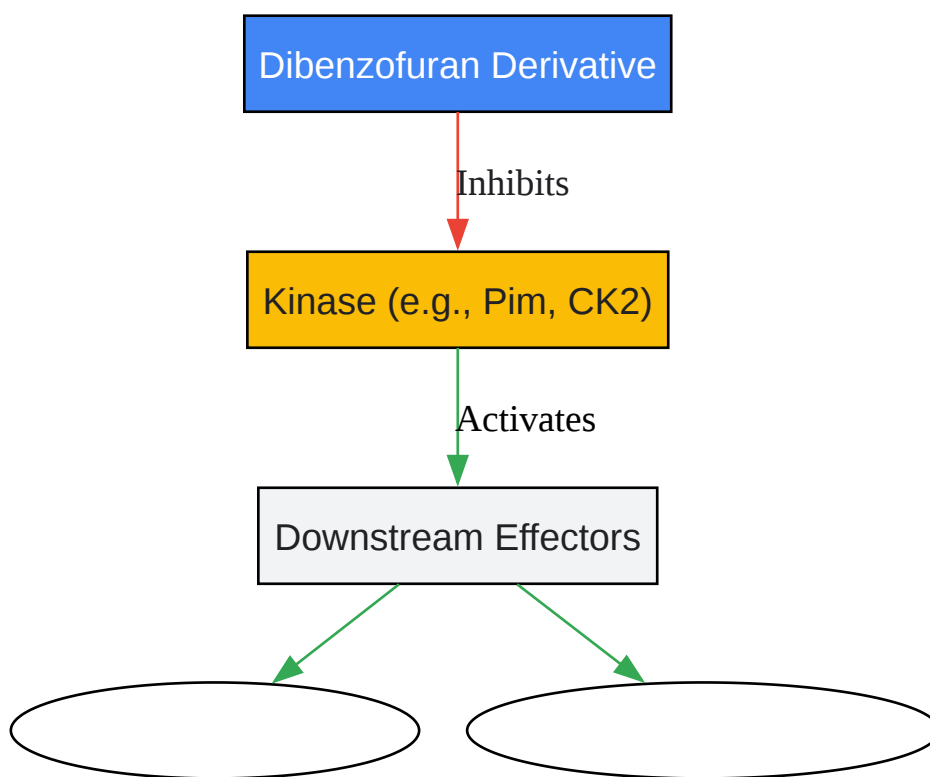 Dibenzofuran Derivative
Inhibits
Kinase (e.g., Pim, CK2)
Activates
Downstream Effectors